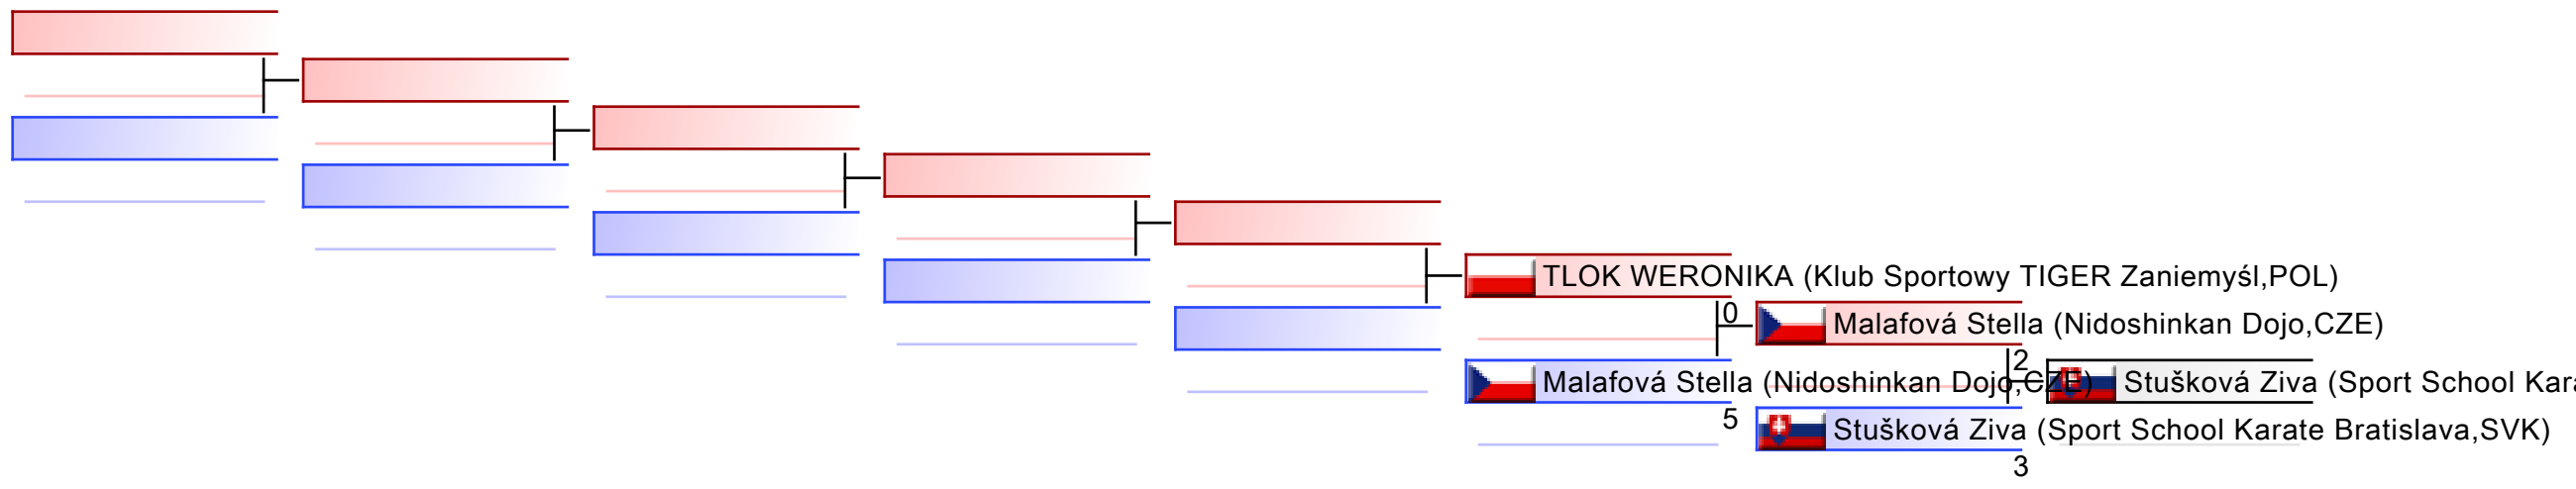 TLOK WERONIKA (Klub Sportowy TIGER Zaniemyśl,POL)
0
Malafová Stella (Nidoshinkan Dojo,CZE)
2
Malafová Stella (Nidoshinkan Dojo,CZE)
Stušková Ziva (Sport School Kara
5
Stušková Ziva (Sport School Karate Bratislava,SVK)
3